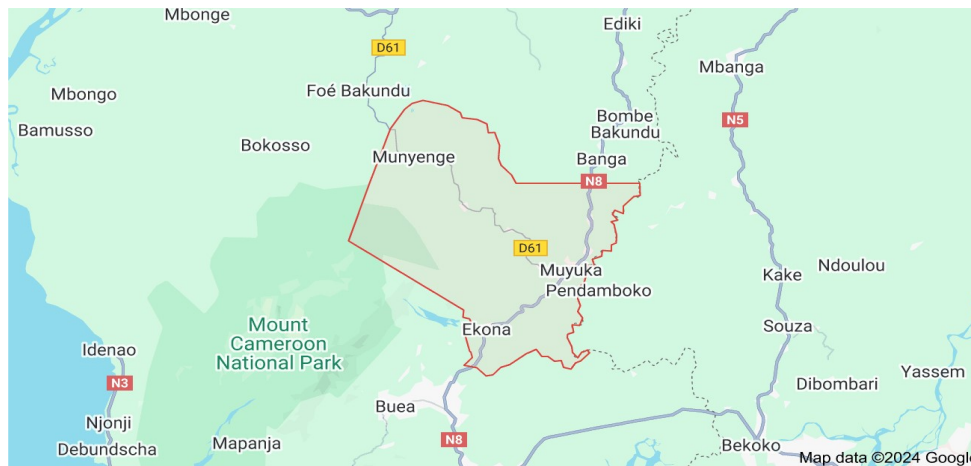 Mbonge
Ediki
D61
Mbanga
Foé Bakundu
Mbongo
Bombe
Bakundu
N5
Bamusso
Bokosso
Munyenge
Banga
N8
D61
Muyuka
Ndoulou
Kake
Pendamboko
Mount
Cameroon
National Park
Ekona
Souza
Idenao
Yassem
N3
Dibombari
Buea
Njonji
Mapanja
N8
Debundscha
Bekoko
Map data ©2024 Google